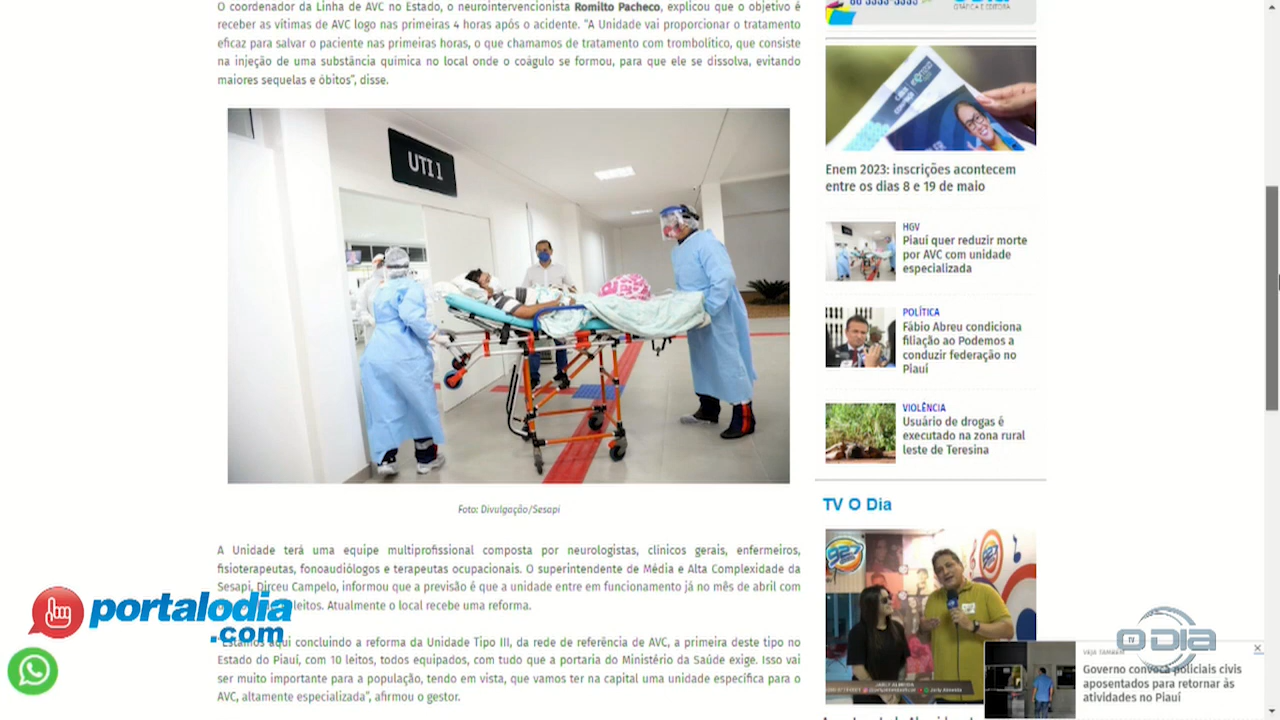 O coordenador da Linha de AVC no Estado, o neurointervencionista Romilto Pacheco, explicou que o objetivo é
receber as vítimas de AVC logo nas primeiras 4 horas após o acidente. "A Unidade vai proporcionar o tratamento
eficaz para salvar o paciente nas primeiras horas, o que chamamos de tratamento com trombolítico, que consiste
na injeção de uma substância química no local onde o coágulo se formou, para que ele se dissolva, evitando
maiores sequelas e óbitos", disse.
UTI 1
Foto: Divulgação/Sesapi
A Unidade terá uma equipe multiprofissional composta por neurologistas, clínicos gerais, enfermeiros,
fisioterapeutas, fonoaudiólogos e terapeutas ocupacionais. O superintendente de Média e Alta Complexidade da
Sesapi, Dirceu Campelo, informou que a previsão é que a unidade entre em funcionamento já no mês de abril com
leitos. Atualmente o local recebe uma reforma.
"Estamos aqui concluindo a reforma da Unidade Tipo III, da rede de referência de AVC, a primeira deste tipo no
Estado do Piauí, com 10 leitos, todos equipados, com tudo que a portaria do Ministério da Saúde exige. Isso vai
ser muito importante para a população, tendo em vista, que vamos ter na capital uma unidade específica para o
AVC, altamente especializada", afirmou o gestor.
portalodia
.com
GRÁFICA E EDITORA
Enem 2023: inscrições acontecem
entre os dias 8 e 19 de maio
HGV
Piauí quer reduzir morte
por AVC com unidade
especializada
POLÍTICA
Fábio Abreu condiciona
filiação ao Podemos a
conduzir federação no
Piauí
VIOLÊNCIA
Usuário de drogas é
executado na zona rural
leste de Teresina
TV O Dia
92,7
TV
O DIA
VEJA TAMBÉM
Governo convoca policiais civis
aposentados para retornar às
atividades no Piauí